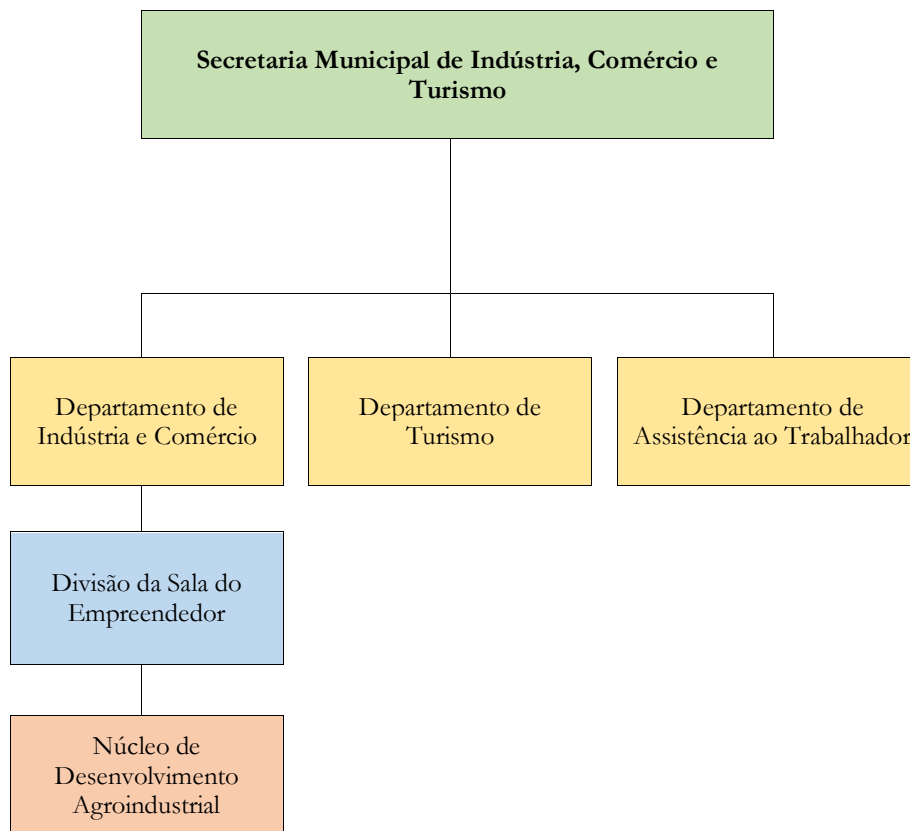 Secretaria Municipal de Indústria, Comércio e
Turismo
Departamento de
Indústria e Comércio
Departamento de
Turismo
Departamento de
Assistência ao Trabalhador
Divisão da Sala do
Empreendedor
Núcleo de
Desenvolvimento
Agroindustrial